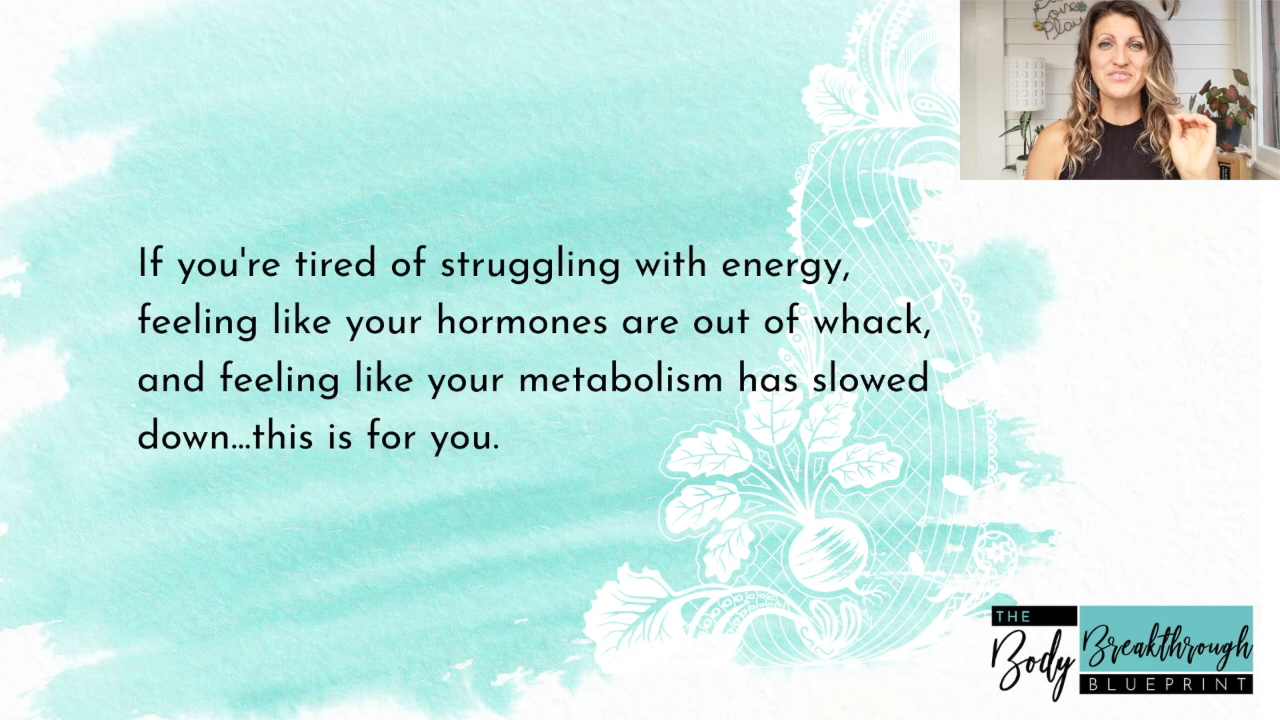 If you're tired of struggling with energy,
feeling like your hormones are out of whack,
and feeling like your metabolism has slowed
down...this is for you.
THE
Body Breakthrough
BLUEPRINT